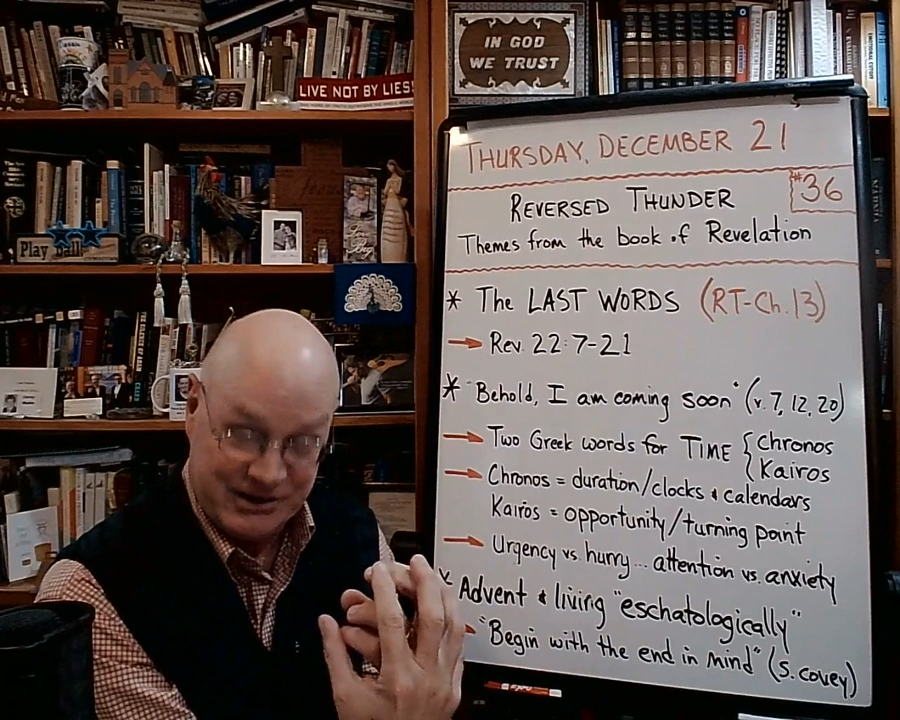 IN GOD
WE TRUST
LIVE NOT BY LIES
Play Ball
THURSDAY, DECEMBER 21
#36
REVERSED THUNDER
Themes from the book of Revelation
* The LAST WORDS (RT-Ch. 13)
→ Rev. 22:7-21
* "Behold, I am coming soon" (v. 7, 12, 20)
→ Two Greek words for TIME { Chronos
Kairos
→ Chronos = duration/clocks & calendars
Kairos = opportunity/turning point
→ Urgency vs. hurry... attention vs. anxiety
* Advent & living "eschatologically"
→ "Begin with the end in mind" (S. Covey)
EXPO